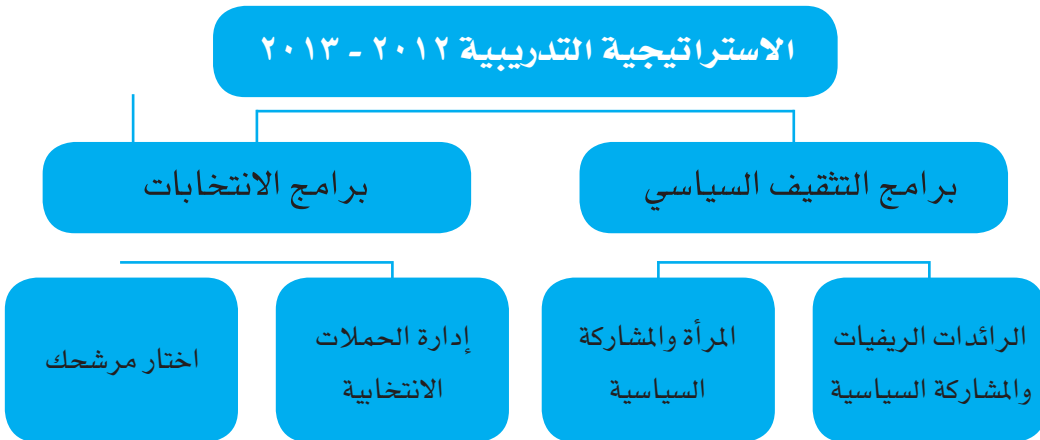 الاستراتيجية التدريبية ٢٠١٢ - ٢٠١٣
برامج التثقيف السياسي
برامج الانتخابات
الرائدات الريفيات
والمشاركة السياسية
المرأة والمشاركة
السياسية
إدارة الحملات
الانتخابية
اختار مرشحك